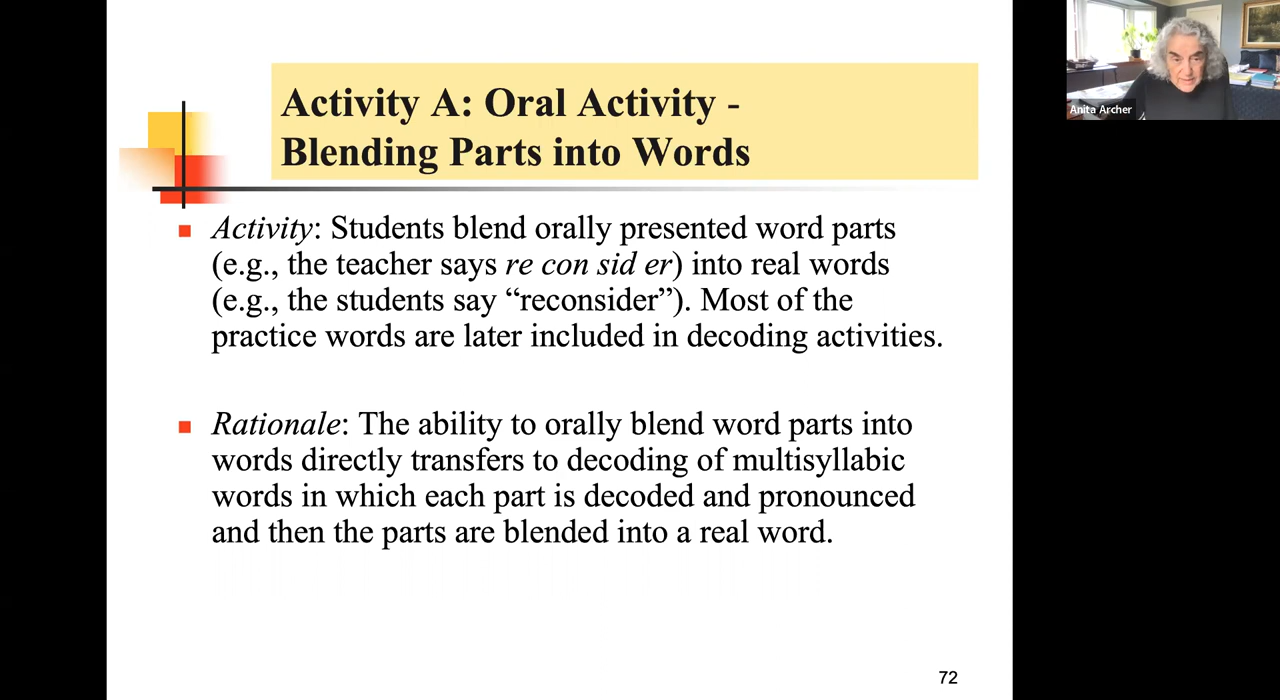 Activity A: Oral Activity -
Blending Parts into Words
Activity: Students blend orally presented word parts
(e.g., the teacher says re con sid er) into real words
(e.g., the students say “reconsider”). Most of the
practice words are later included in decoding activities.
Rationale: The ability to orally blend word parts into
words directly transfers to decoding of multisyllabic
words in which each part is decoded and pronounced
and then the parts are blended into a real word.
72
Anita Archer